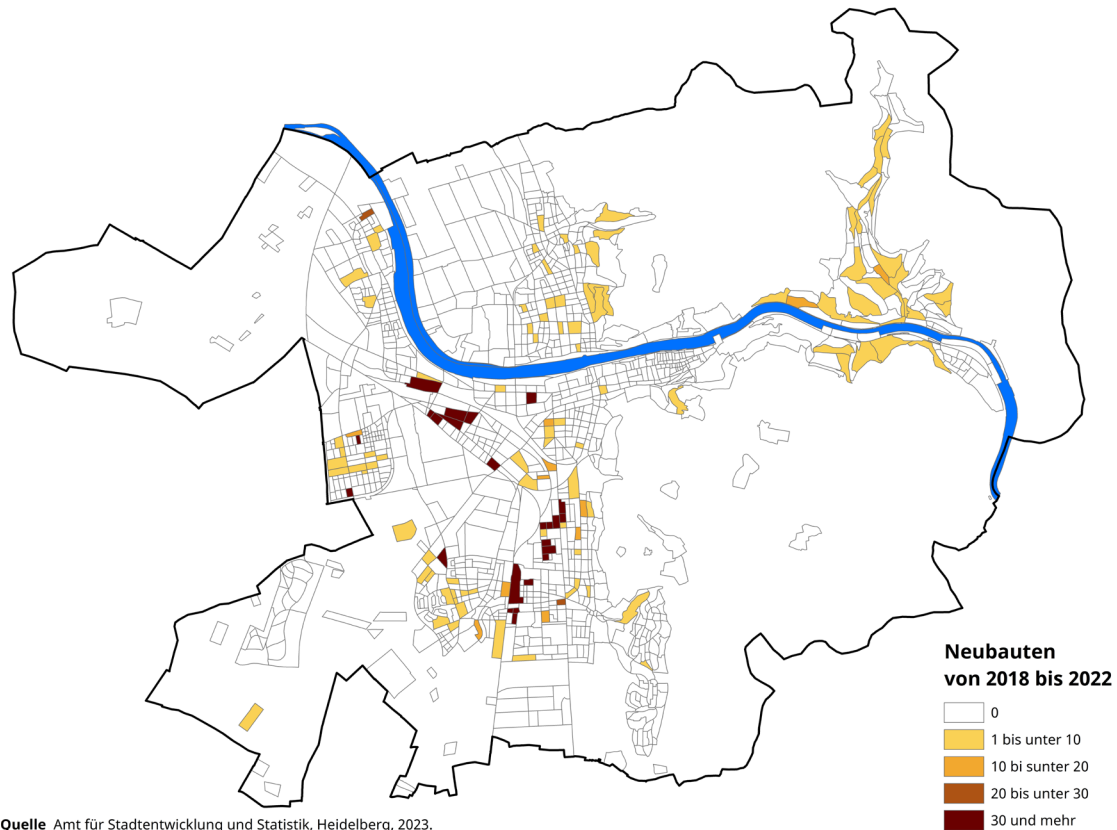 Neubauten
von 2018 bis 2022
0
1 bis unter 10
10 bi sunter 20
20 bis unter 30
30 und mehr
Quelle Amt für Stadtentwicklung und Statistik, Heidelberg, 2023.